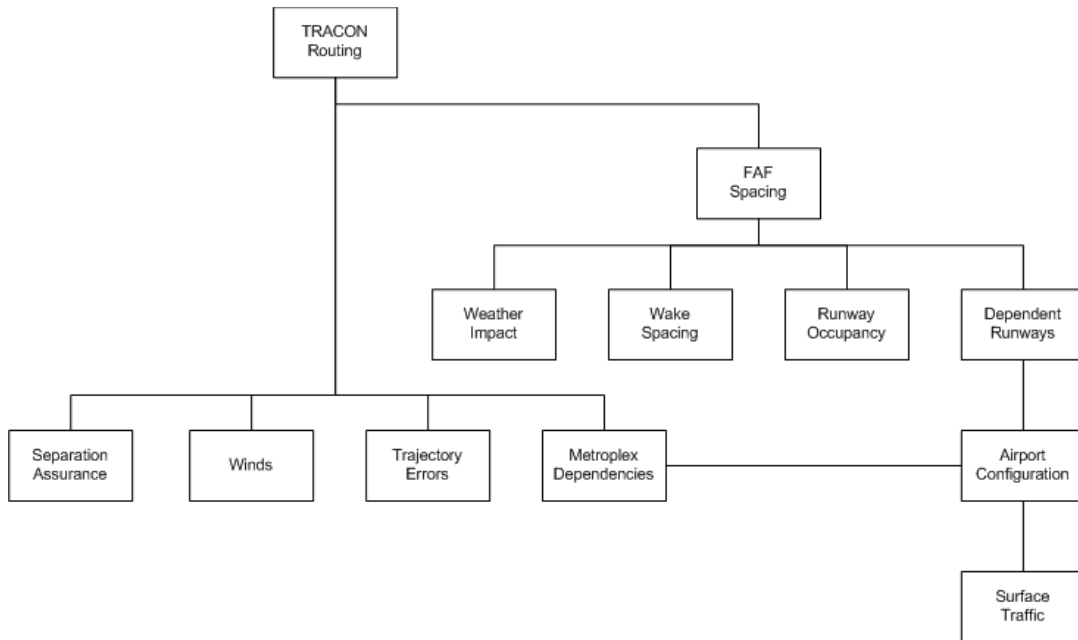 TRACON
Routing
FAF
Spacing
Weather
Impact
Wake
Spacing
Runway
Occupancy
Dependent
Runways
Separation
Assurance
Winds
Trajectory
Errors
Metroplex
Dependencies
Airport
Configuration
Surface
Traffic